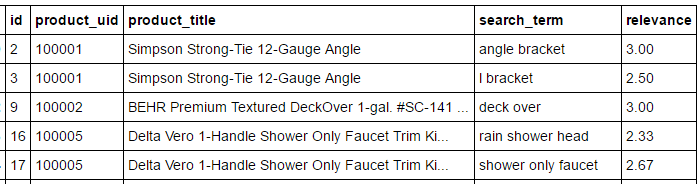 id product_uid product_title search_term relevance
2 100001 Simpson Strong-Tie 12-Gauge Angle angle bracket 3.00
3 100001 Simpson Strong-Tie 12-Gauge Angle l bracket 2.50
9 100002 BEHR Premium Textured DeckOver 1-gal. #SC-141 ... deck over 3.00
16 100005 Delta Vero 1-Handle Shower Only Faucet Trim Ki... rain shower head 2.33
17 100005 Delta Vero 1-Handle Shower Only Faucet Trim Ki... shower only faucet 2.67